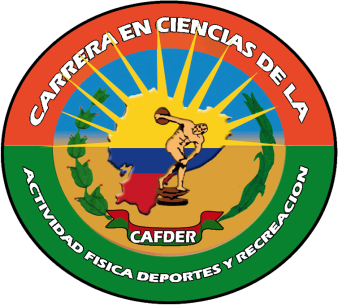 CARRERA EN CIENCIAS DE LA
CAFDER
ACTIVIDAD FISICA DEPORTES Y RECREACION